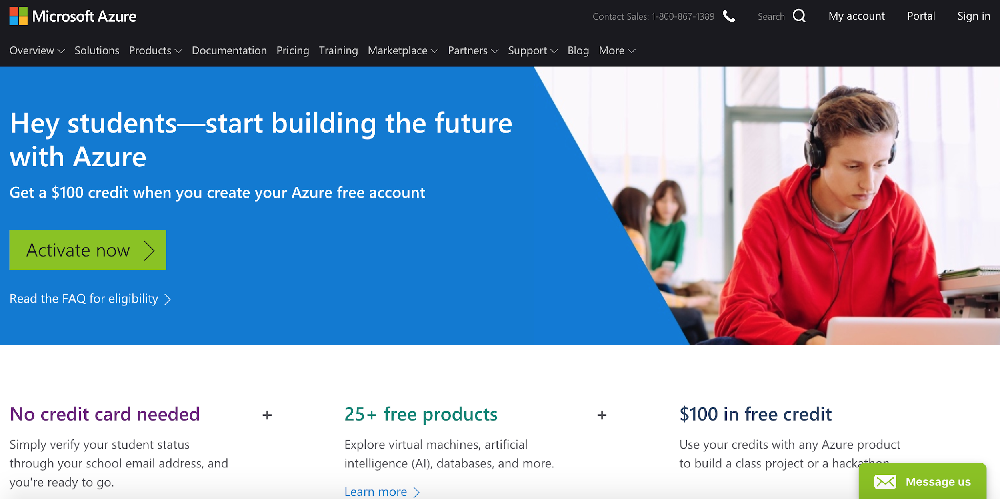 Microsoft Azure
Contact Sales: 1-800-867-1389
Search
My account
Portal
Sign in
Overview
Solutions
Products
Documentation
Pricing
Training
Marketplace
Partners
Support
Blog
More
Hey students—start building the future
with Azure
Get a $100 credit when you create your Azure free account
Activate now
Read the FAQ for eligibility
No credit card needed
+
25+ free products
+
$100 in free credit
Simply verify your student status
through your school email address, and
you're ready to go.
Explore virtual machines, artificial
intelligence (AI), databases, and more.
Learn more
Use your credits with any Azure product
to build a class project or a hackathon
Message us